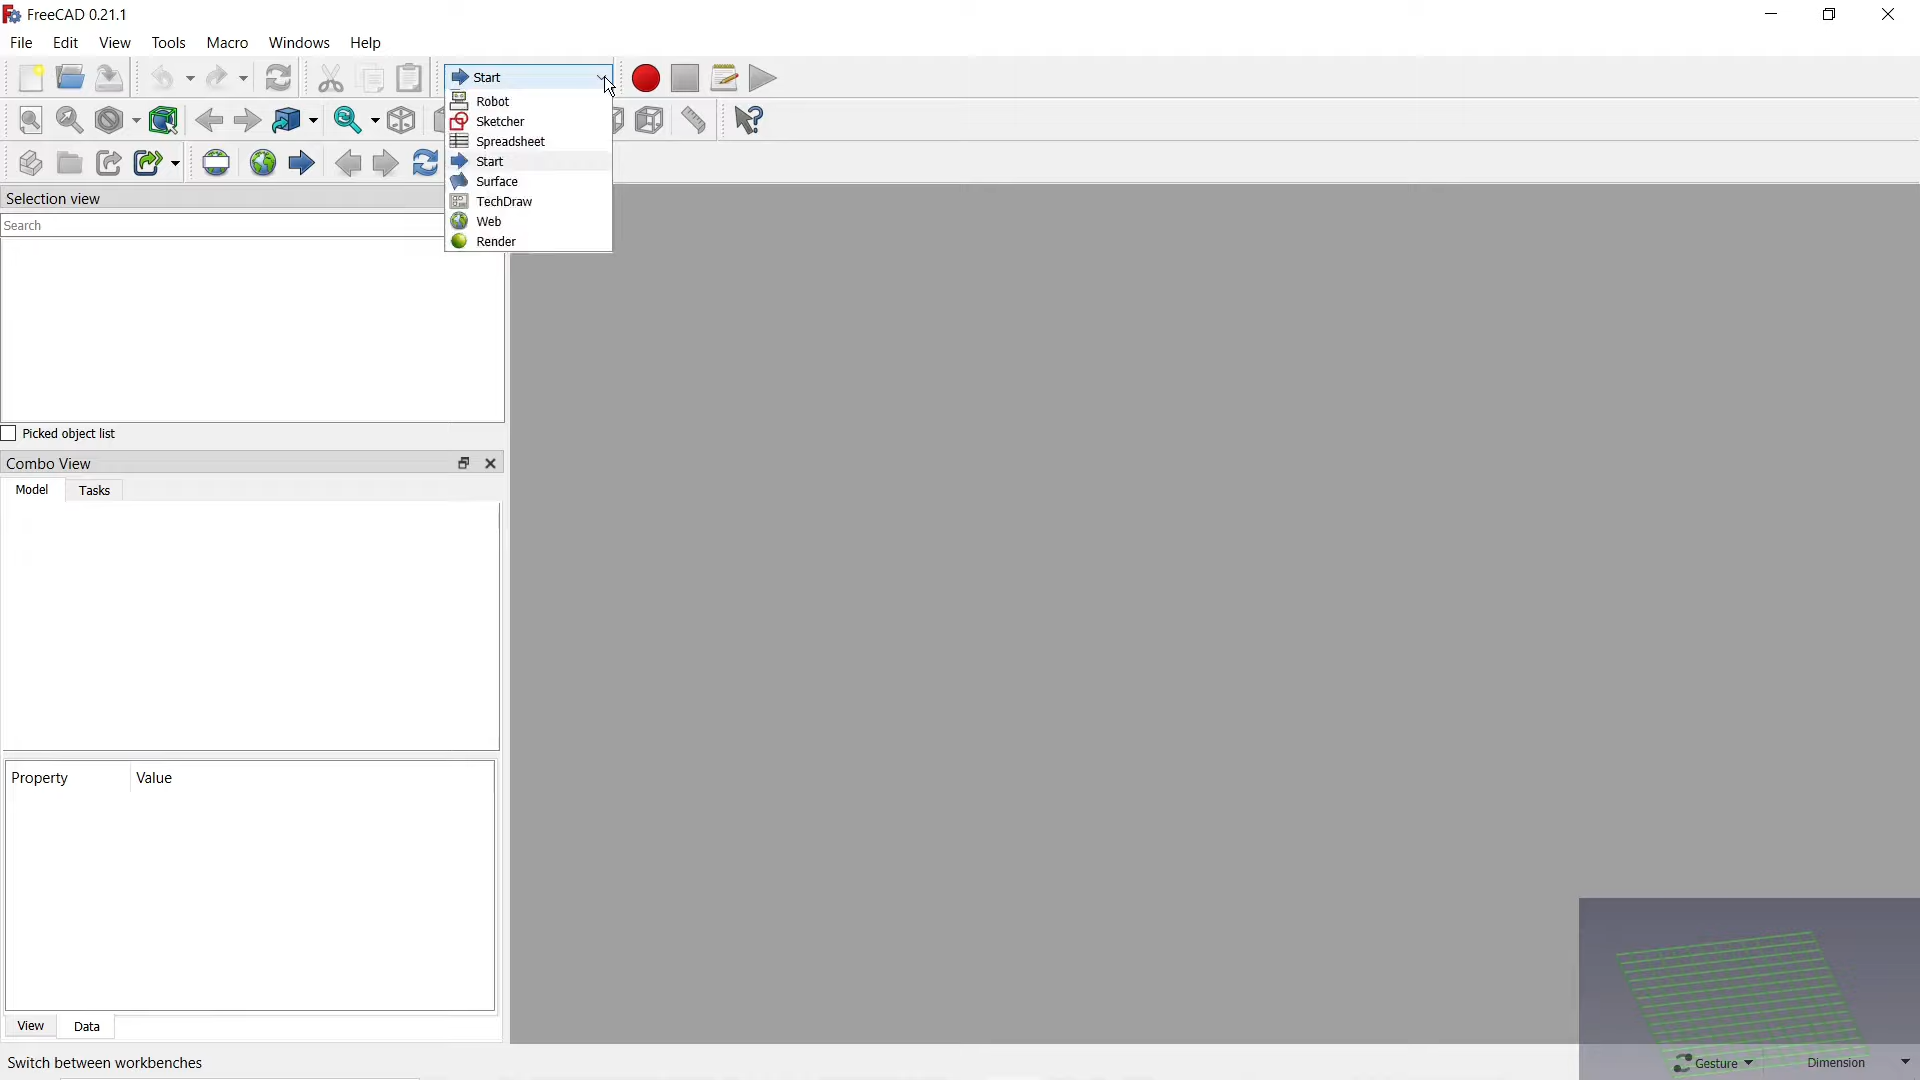 FreeCAD 0.21.1
File Edit View Tools Macro Windows Help
Start
Robot
Sketcher
Spreadsheet
Start
Surface
TechDraw
Web
Render
Selection view
Search
Picked object list
Combo View
Model Tasks
Property Value
View Data
Switch between workbenches
Gesture Dimension